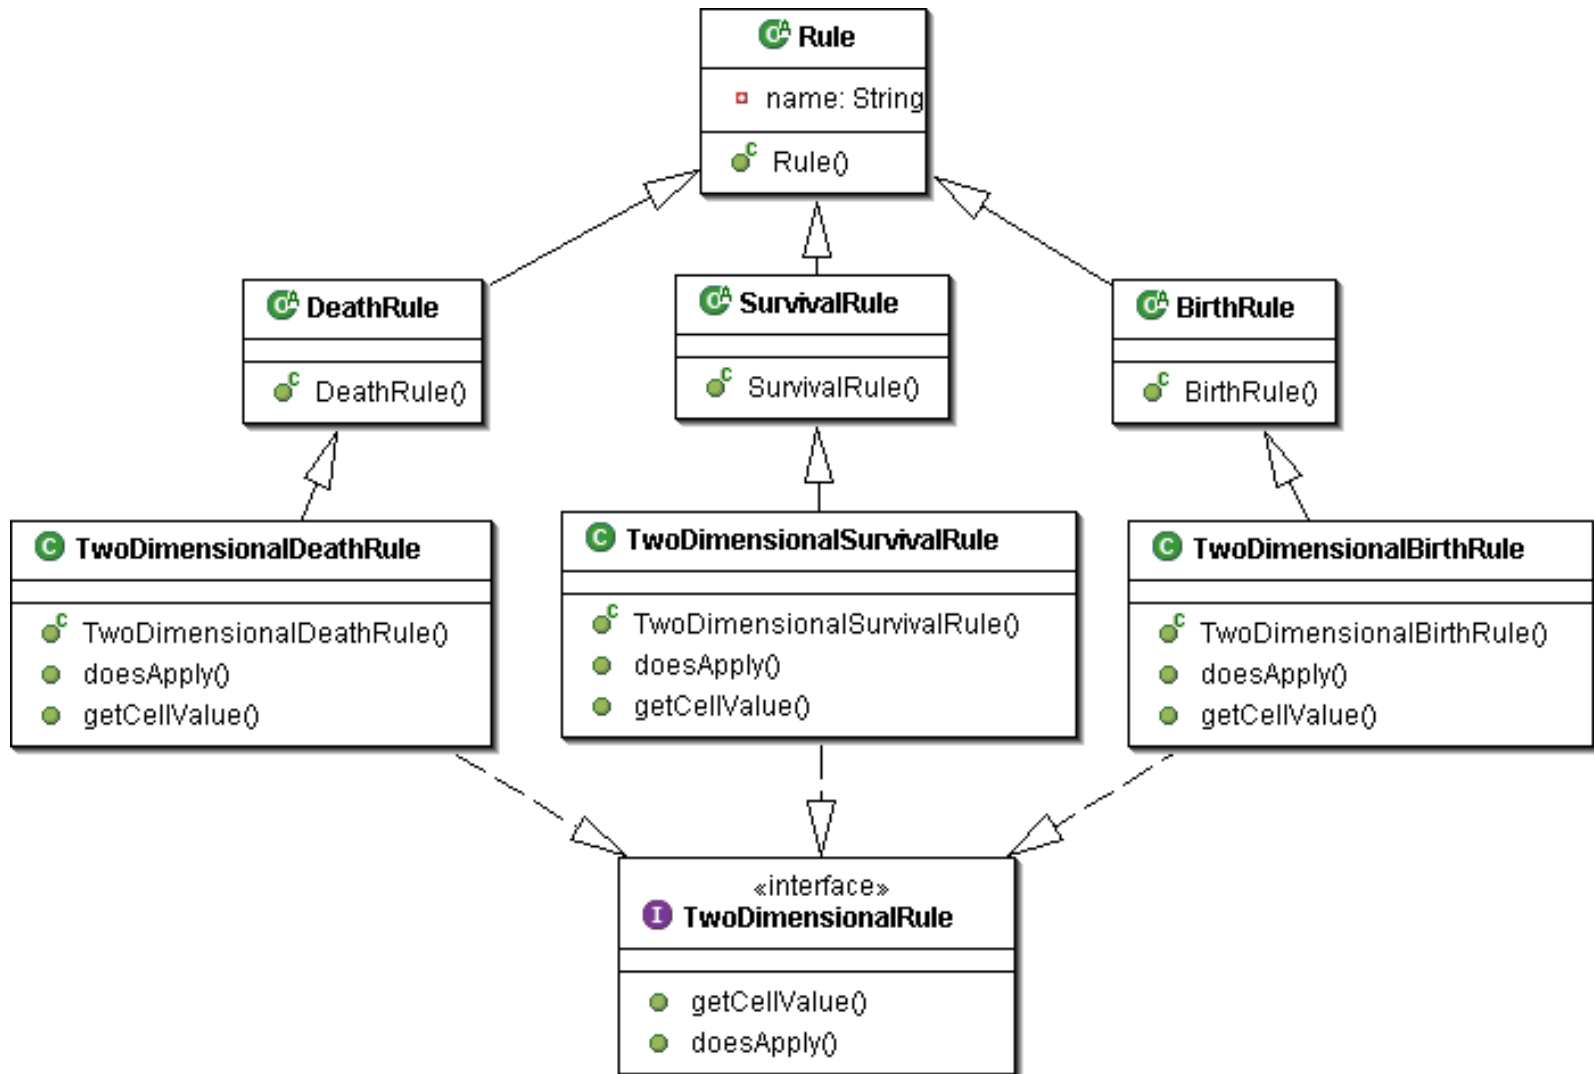 Rule
name: String
Rule()
DeathRule
DeathRule()
SurvivalRule
SurvivalRule()
BirthRule
BirthRule()
TwoDimensionalDeathRule
TwoDimensionalDeathRule()
doesApply()
getCellValue()
TwoDimensionalSurvivalRule
TwoDimensionalSurvivalRule()
doesApply()
getCellValue()
TwoDimensionalBirthRule
TwoDimensionalBirthRule()
doesApply()
getCellValue()
«interface»
TwoDimensionalRule
getCellValue()
doesApply()